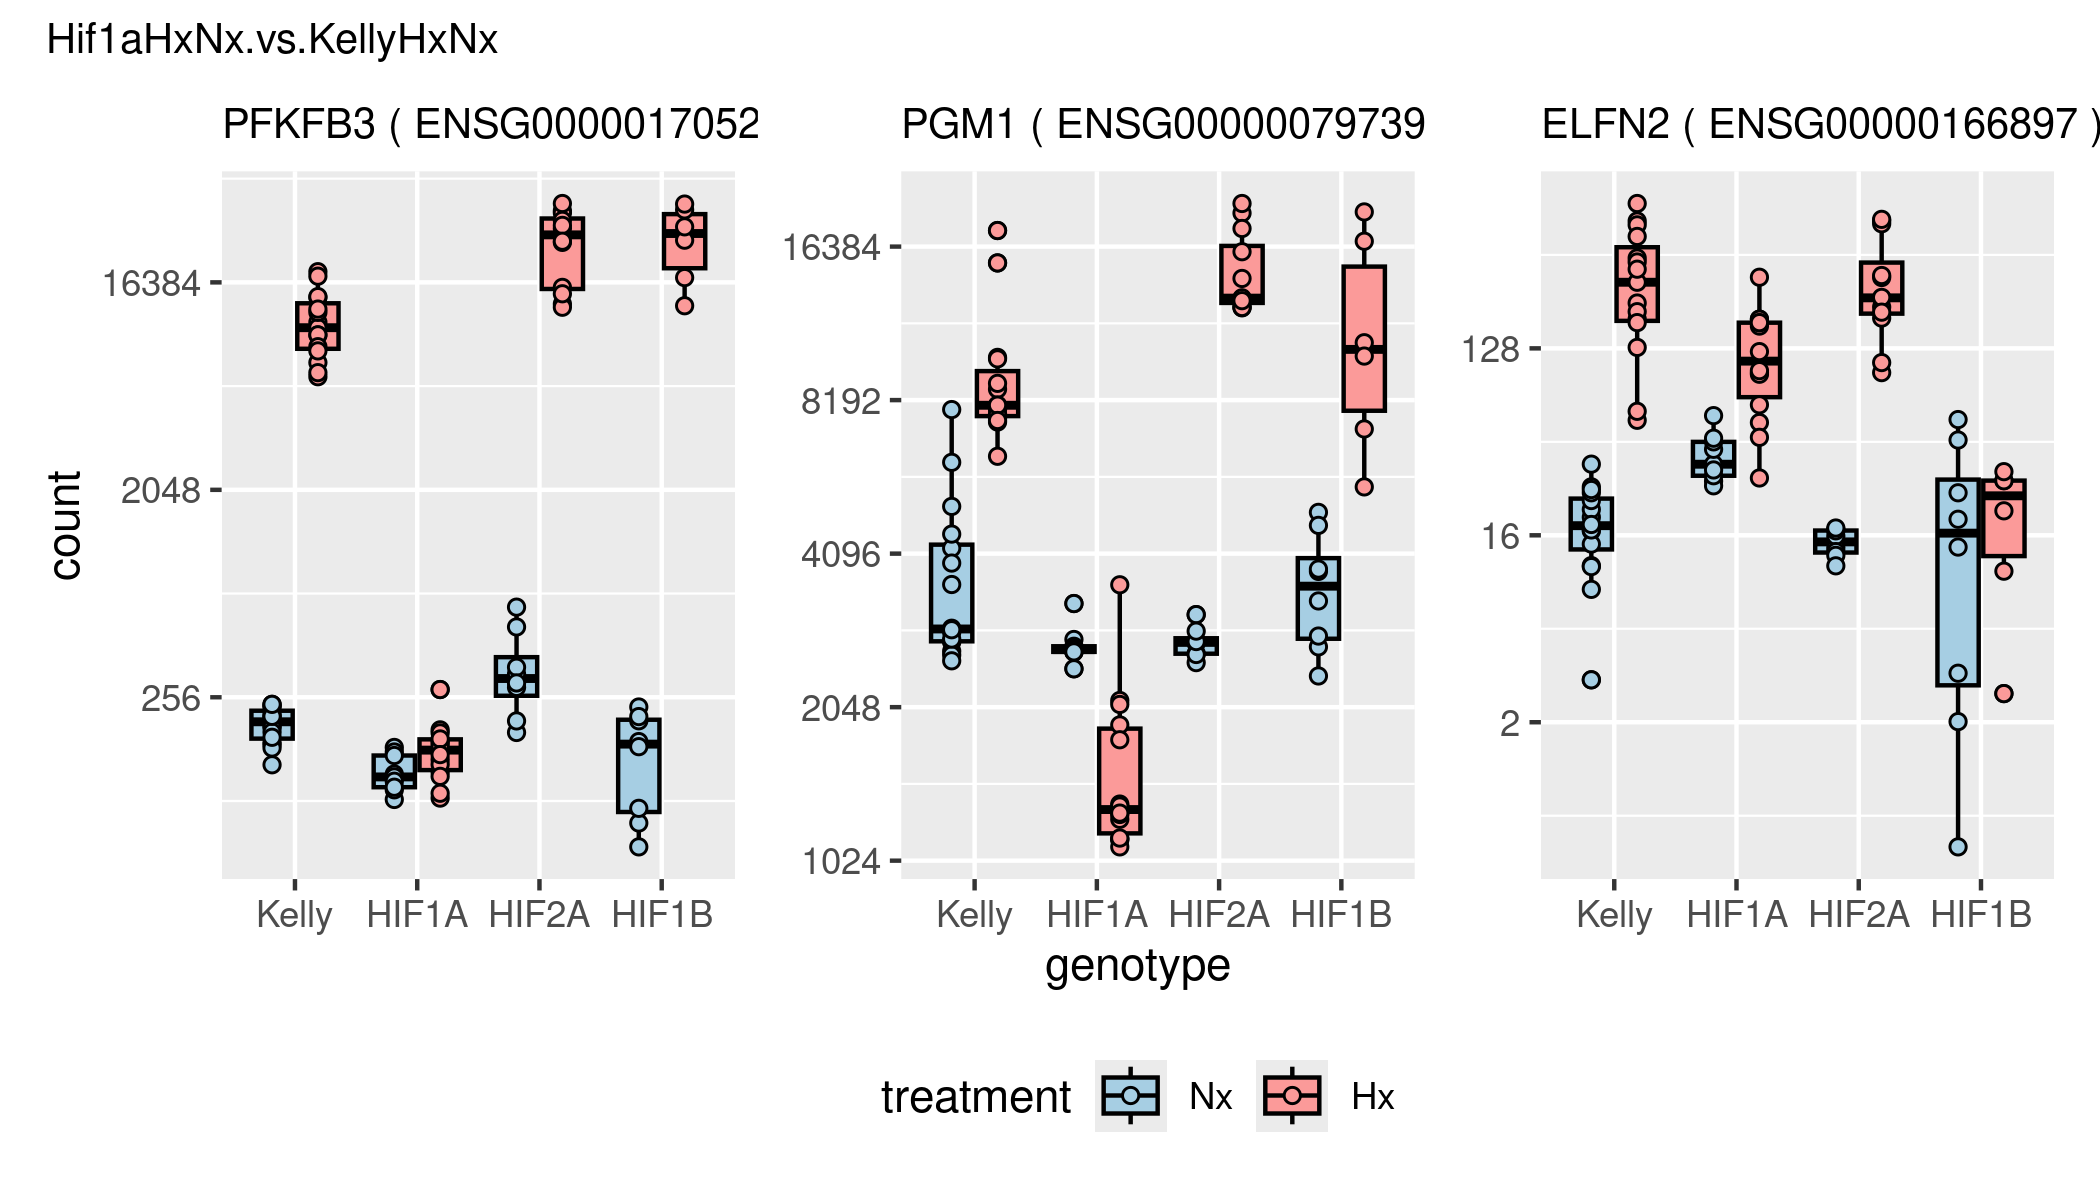 Hif1aHxNx.vs.KellyHxNx
PFKFB3 ( ENSG0000017052
PGM1 ( ENSG00000079739
ELFN2 ( ENSG00000166897 )
count
16384
2048
256
16384
8192
4096
2048
1024
128
16
2
Kelly HIF1A HIF2A HIF1B
Kelly HIF1A HIF2A HIF1B
Kelly HIF1A HIF2A HIF1B
genotype
treatment Nx Hx